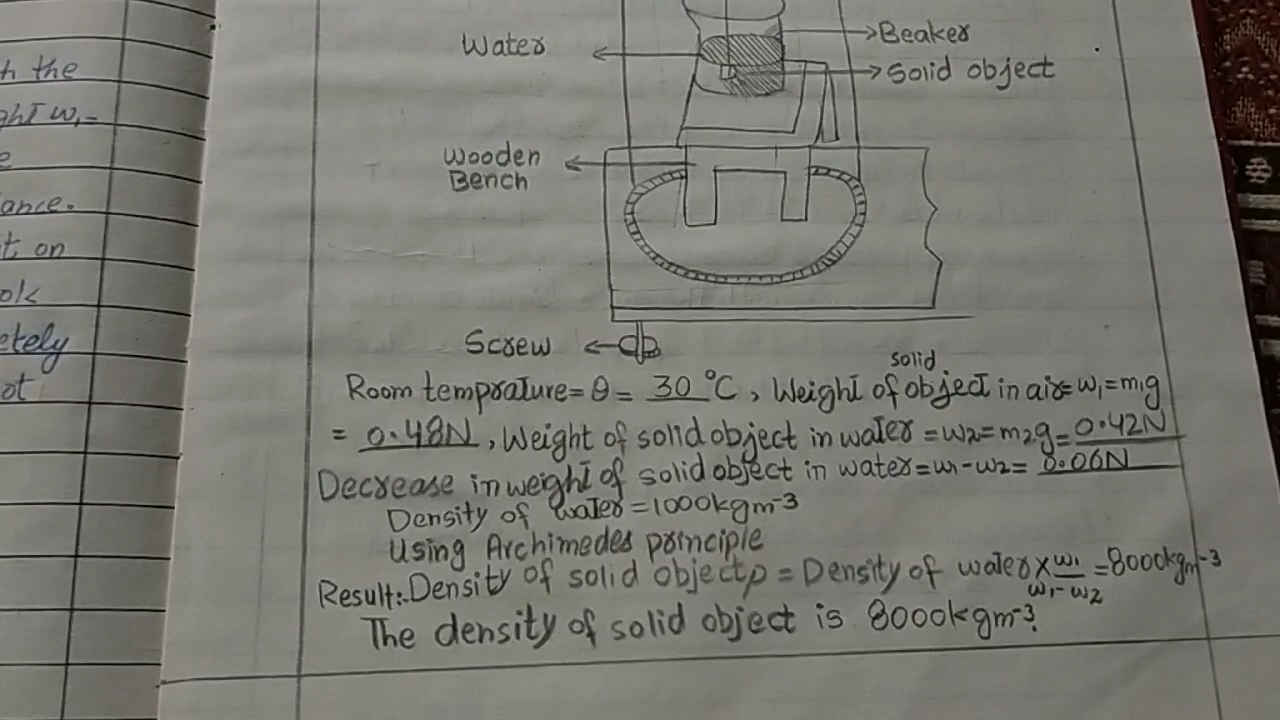 h the
ght w₁-
e
ance.
t, on
ok
etely
ot
Water
Beaker
Solid object
Wooden
Bench
Screw
solid
Room temprature = θ = 30 °C, Weight of object in air = w₁ = m₁g
= 0.48N, Weight of solid object in water = w₂ = m₂g = 0.42N
Decrease in weight of solid object in water = w₁ - w₂ = 0.06N
Density of water = 1000kgm⁻³
Using Archimedes principle
Result:- Density of solid object ρ = Density of water × w₁/w₁-w₂ = 8000kgm⁻³
The density of solid object is 8000kgm⁻³.